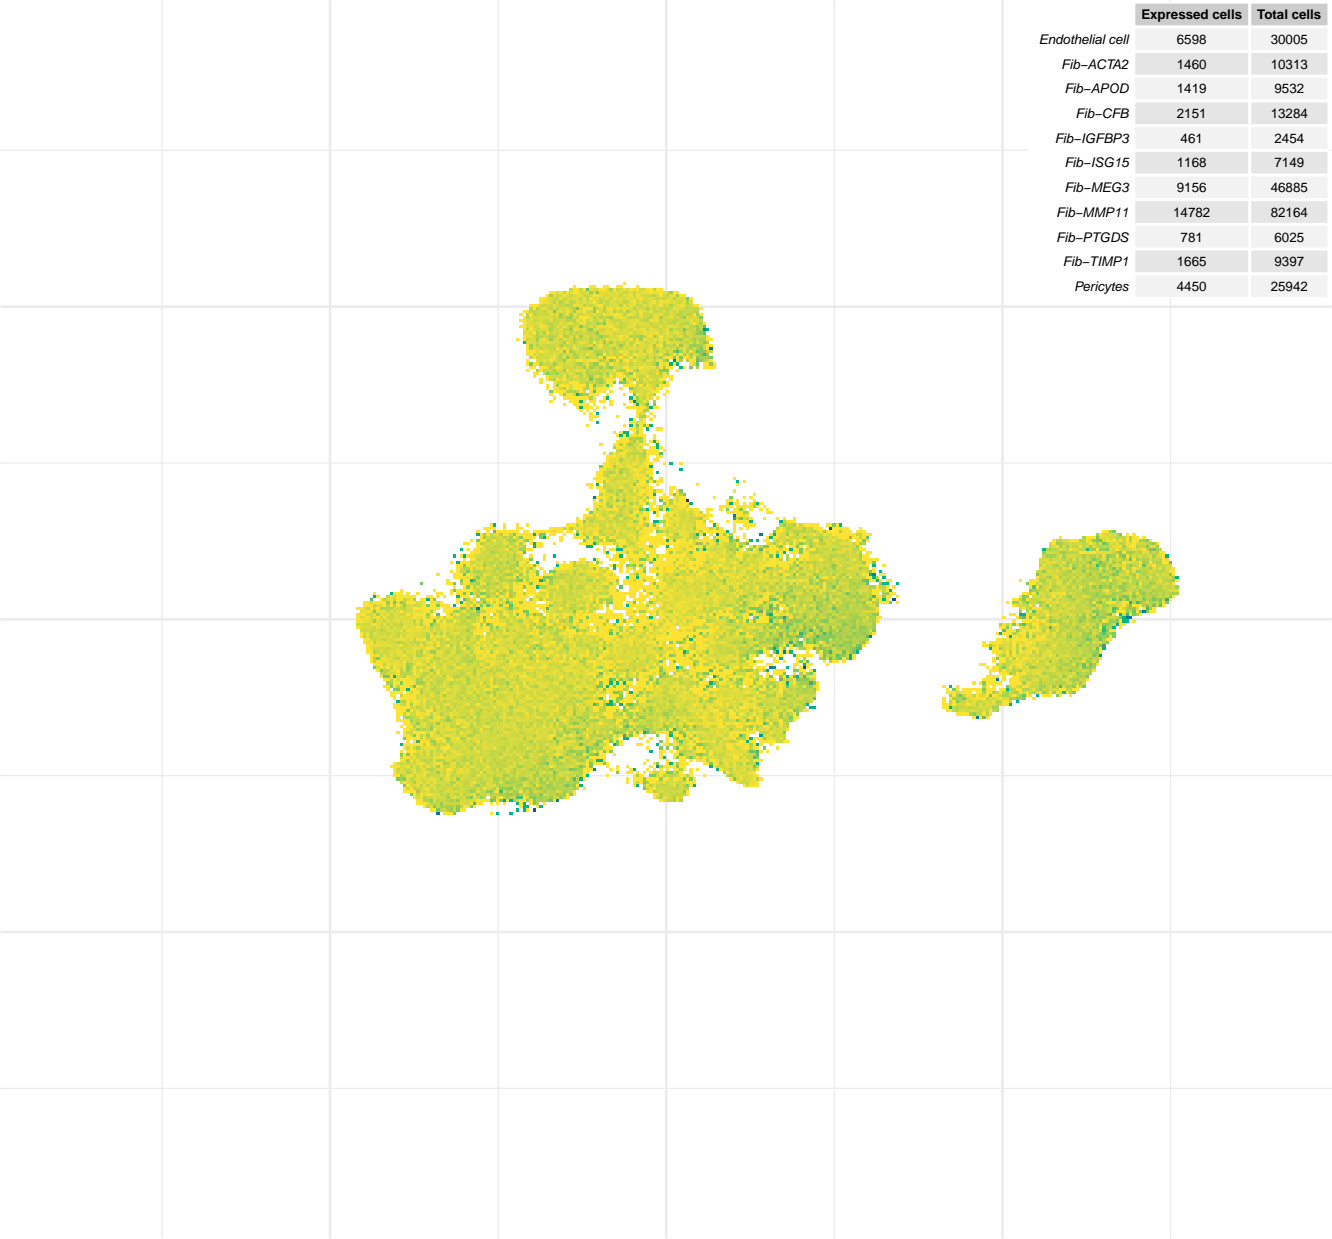 Expressed cells Total cells
Endothelial cell 6598 30005
Fib−ACTA2 1460 10313
Fib−APOD 1419 9532
Fib−CFB 2151 13284
Fib−IGFBP3 461 2454
Fib−ISG15 1168 7149
Fib−MEG3 9156 46885
Fib−MMP11 14782 82164
Fib−PTGDS 781 6025
Fib−TIMP1 1665 9397
Pericytes 4450 25942